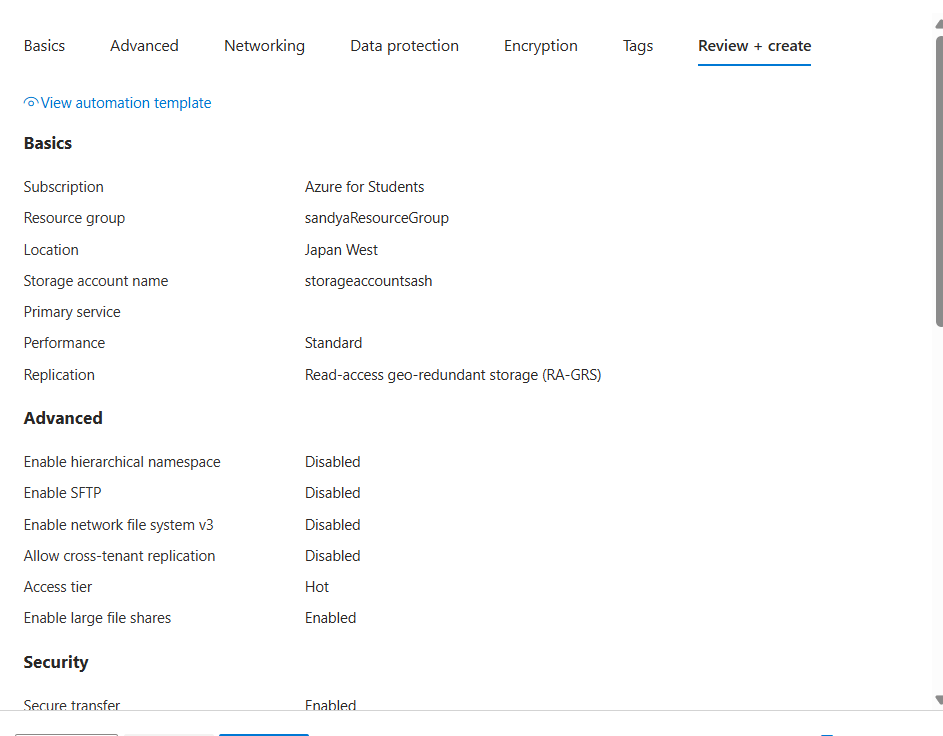 Basics Advanced Networking Data protection Encryption Tags Review + create
View automation template
Basics
Subscription Azure for Students
Resource group sandyaResourceGroup
Location Japan West
Storage account name storageaccountsash
Primary service
Performance Standard
Replication Read-access geo-redundant storage (RA-GRS)
Advanced
Enable hierarchical namespace Disabled
Enable SFTP Disabled
Enable network file system v3 Disabled
Allow cross-tenant replication Disabled
Access tier Hot
Enable large file shares Enabled
Security
Secure transfer Enabled